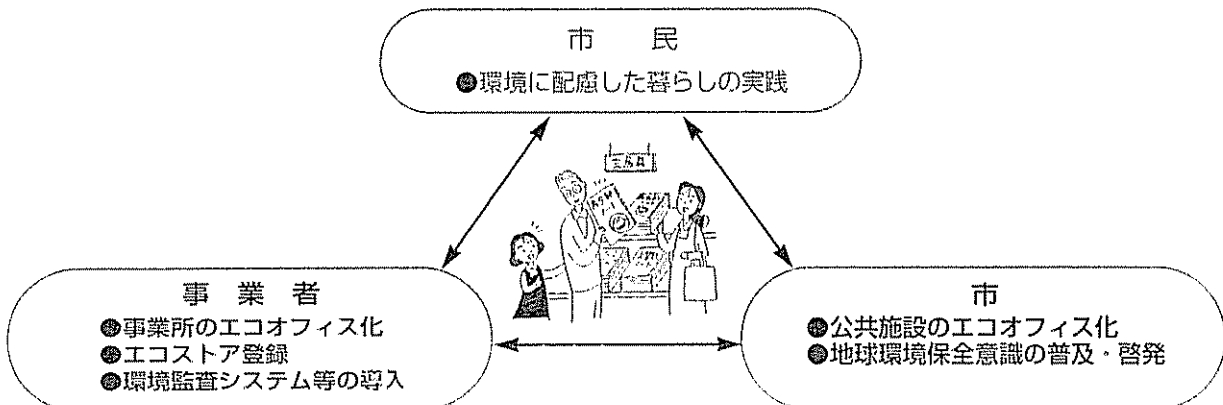 市　民
●環境に配慮した暮らしの実践
文房具
事 業 者
●事業所のエコオフィス化
●エコストア登録
●環境監査システム等の導入
市
●公共施設のエコオフィス化
●地球環境保全意識の普及・啓発